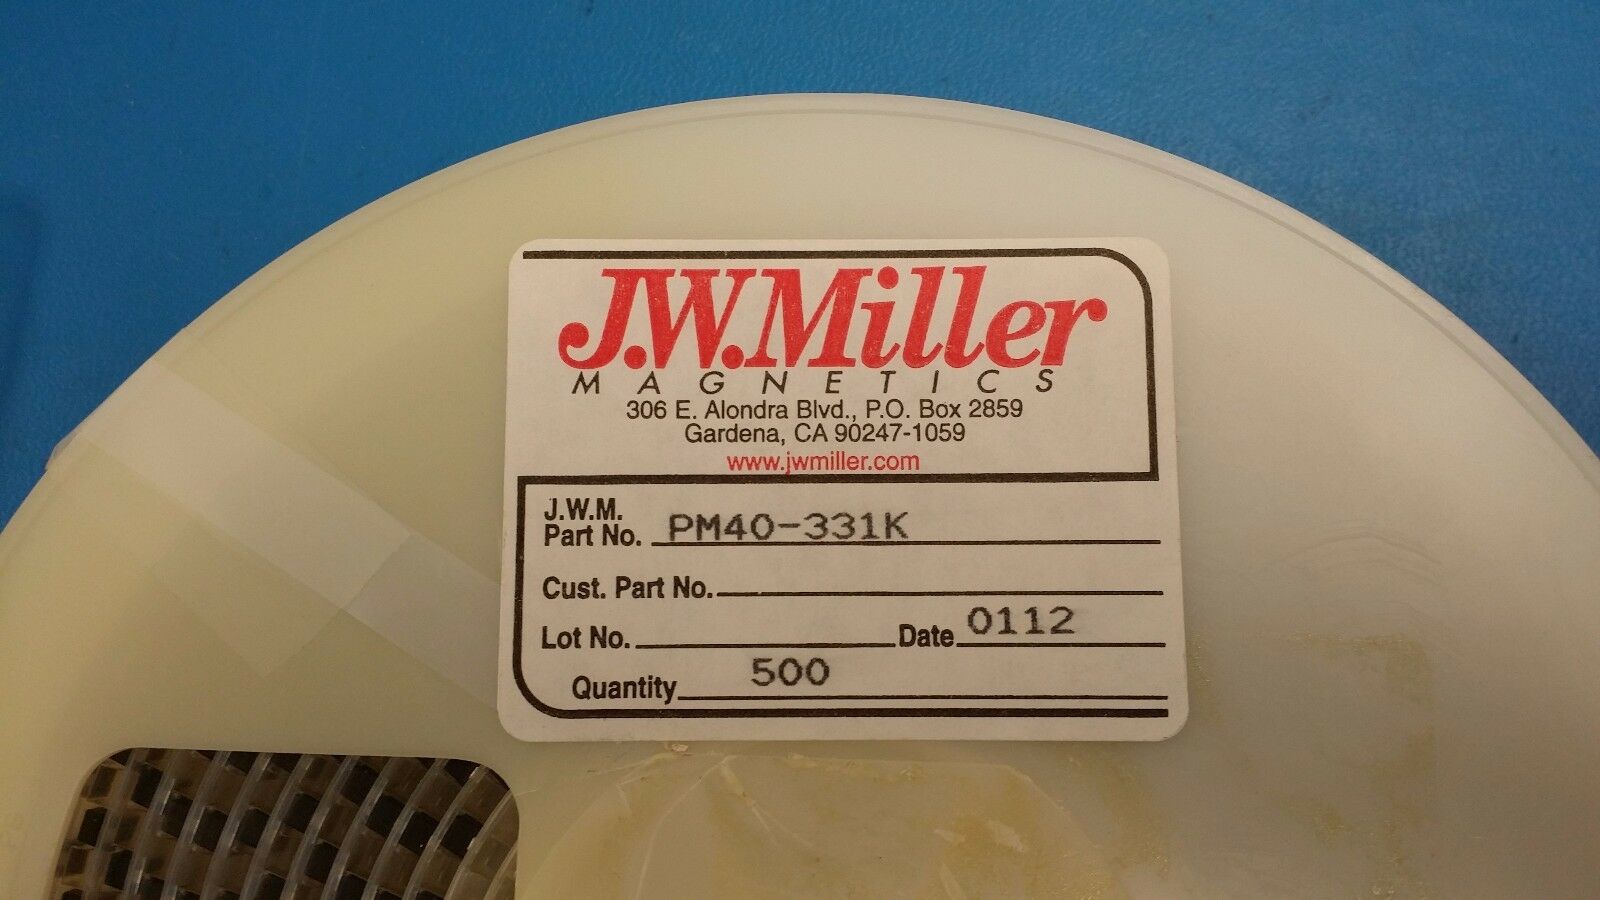 J.W.Miller
MAGNETICS
306 E. Alondra Blvd., P.O. Box 2859
Gardena, CA 90247-1059
www.jwmiller.com
J.W.M.
Part No. PM40-331K
Cust. Part No.
Lot No. Date 0112
Quantity 500